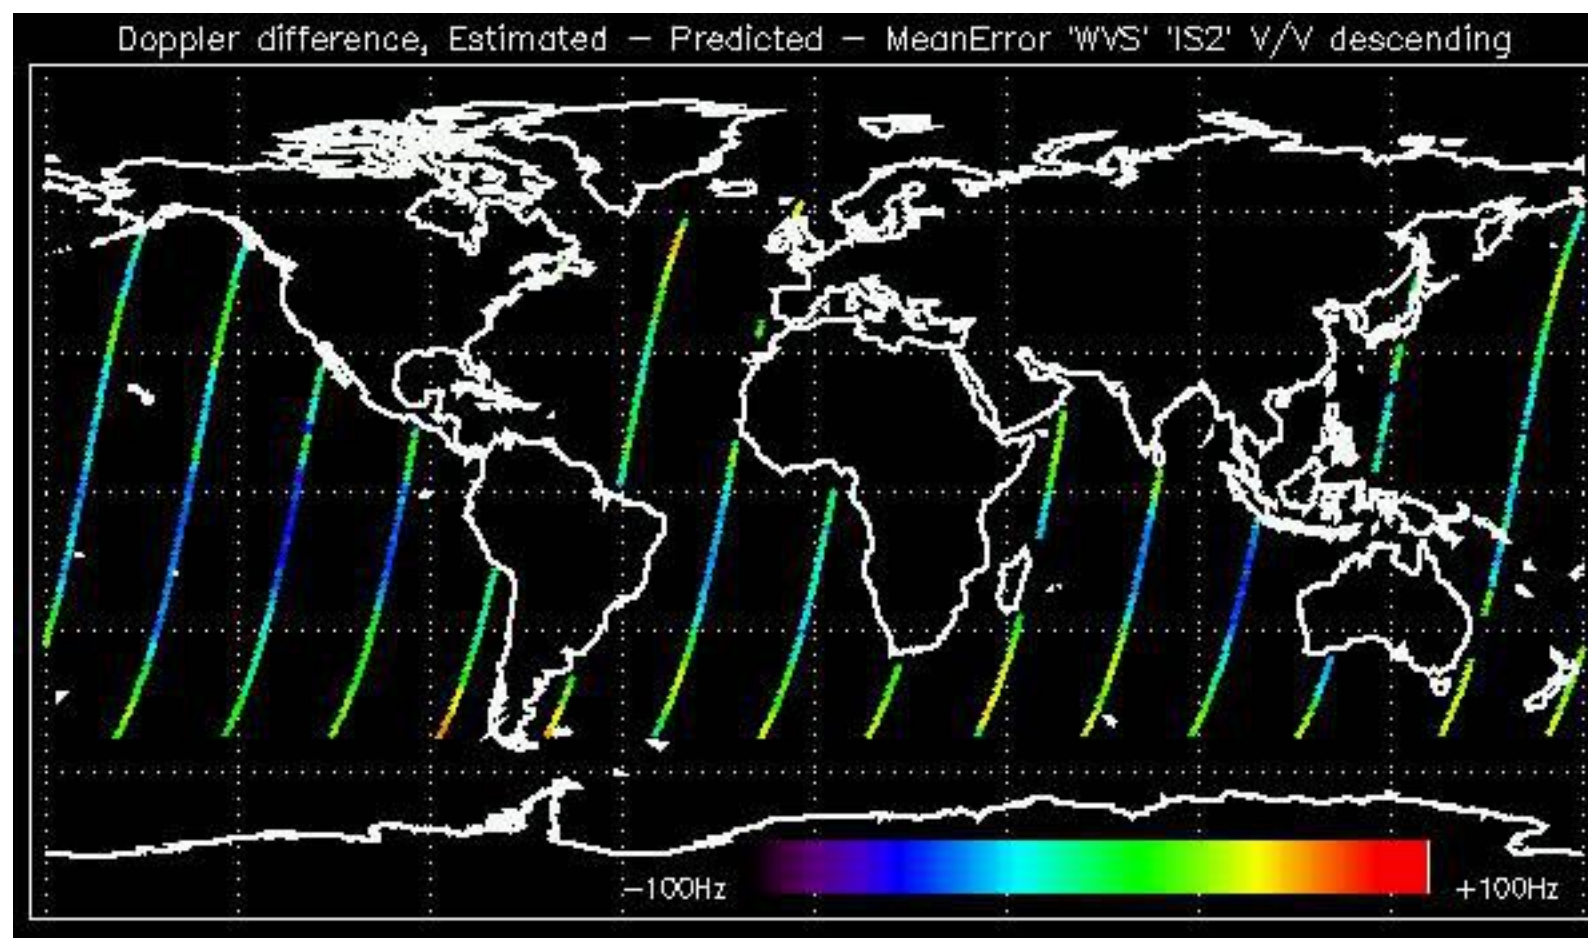 Doppler difference, Estimated – Predicted – MeanError 'WVS' 'IS2' V/V descending
–100Hz +100Hz